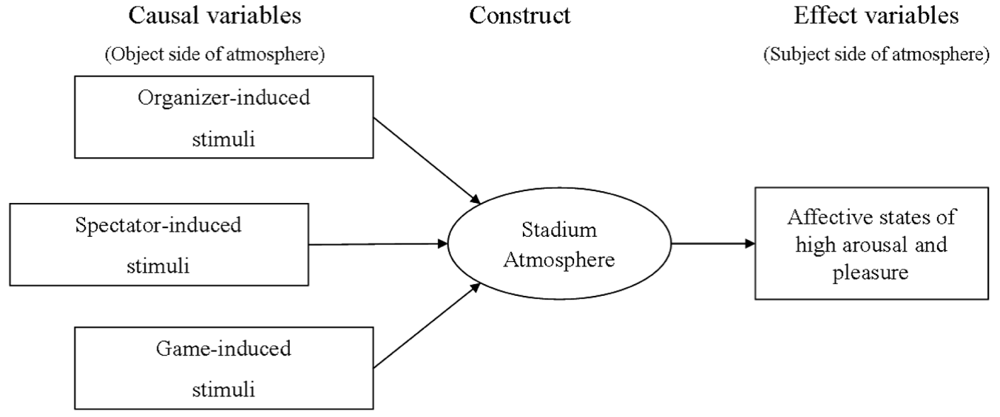 Causal variables
(Object side of atmosphere)
Construct
Effect variables
(Subject side of atmosphere)
Organizer-induced
stimuli
Spectator-induced
stimuli
Game-induced
stimuli
Stadium
Atmosphere
Affective states of
high arousal and
pleasure